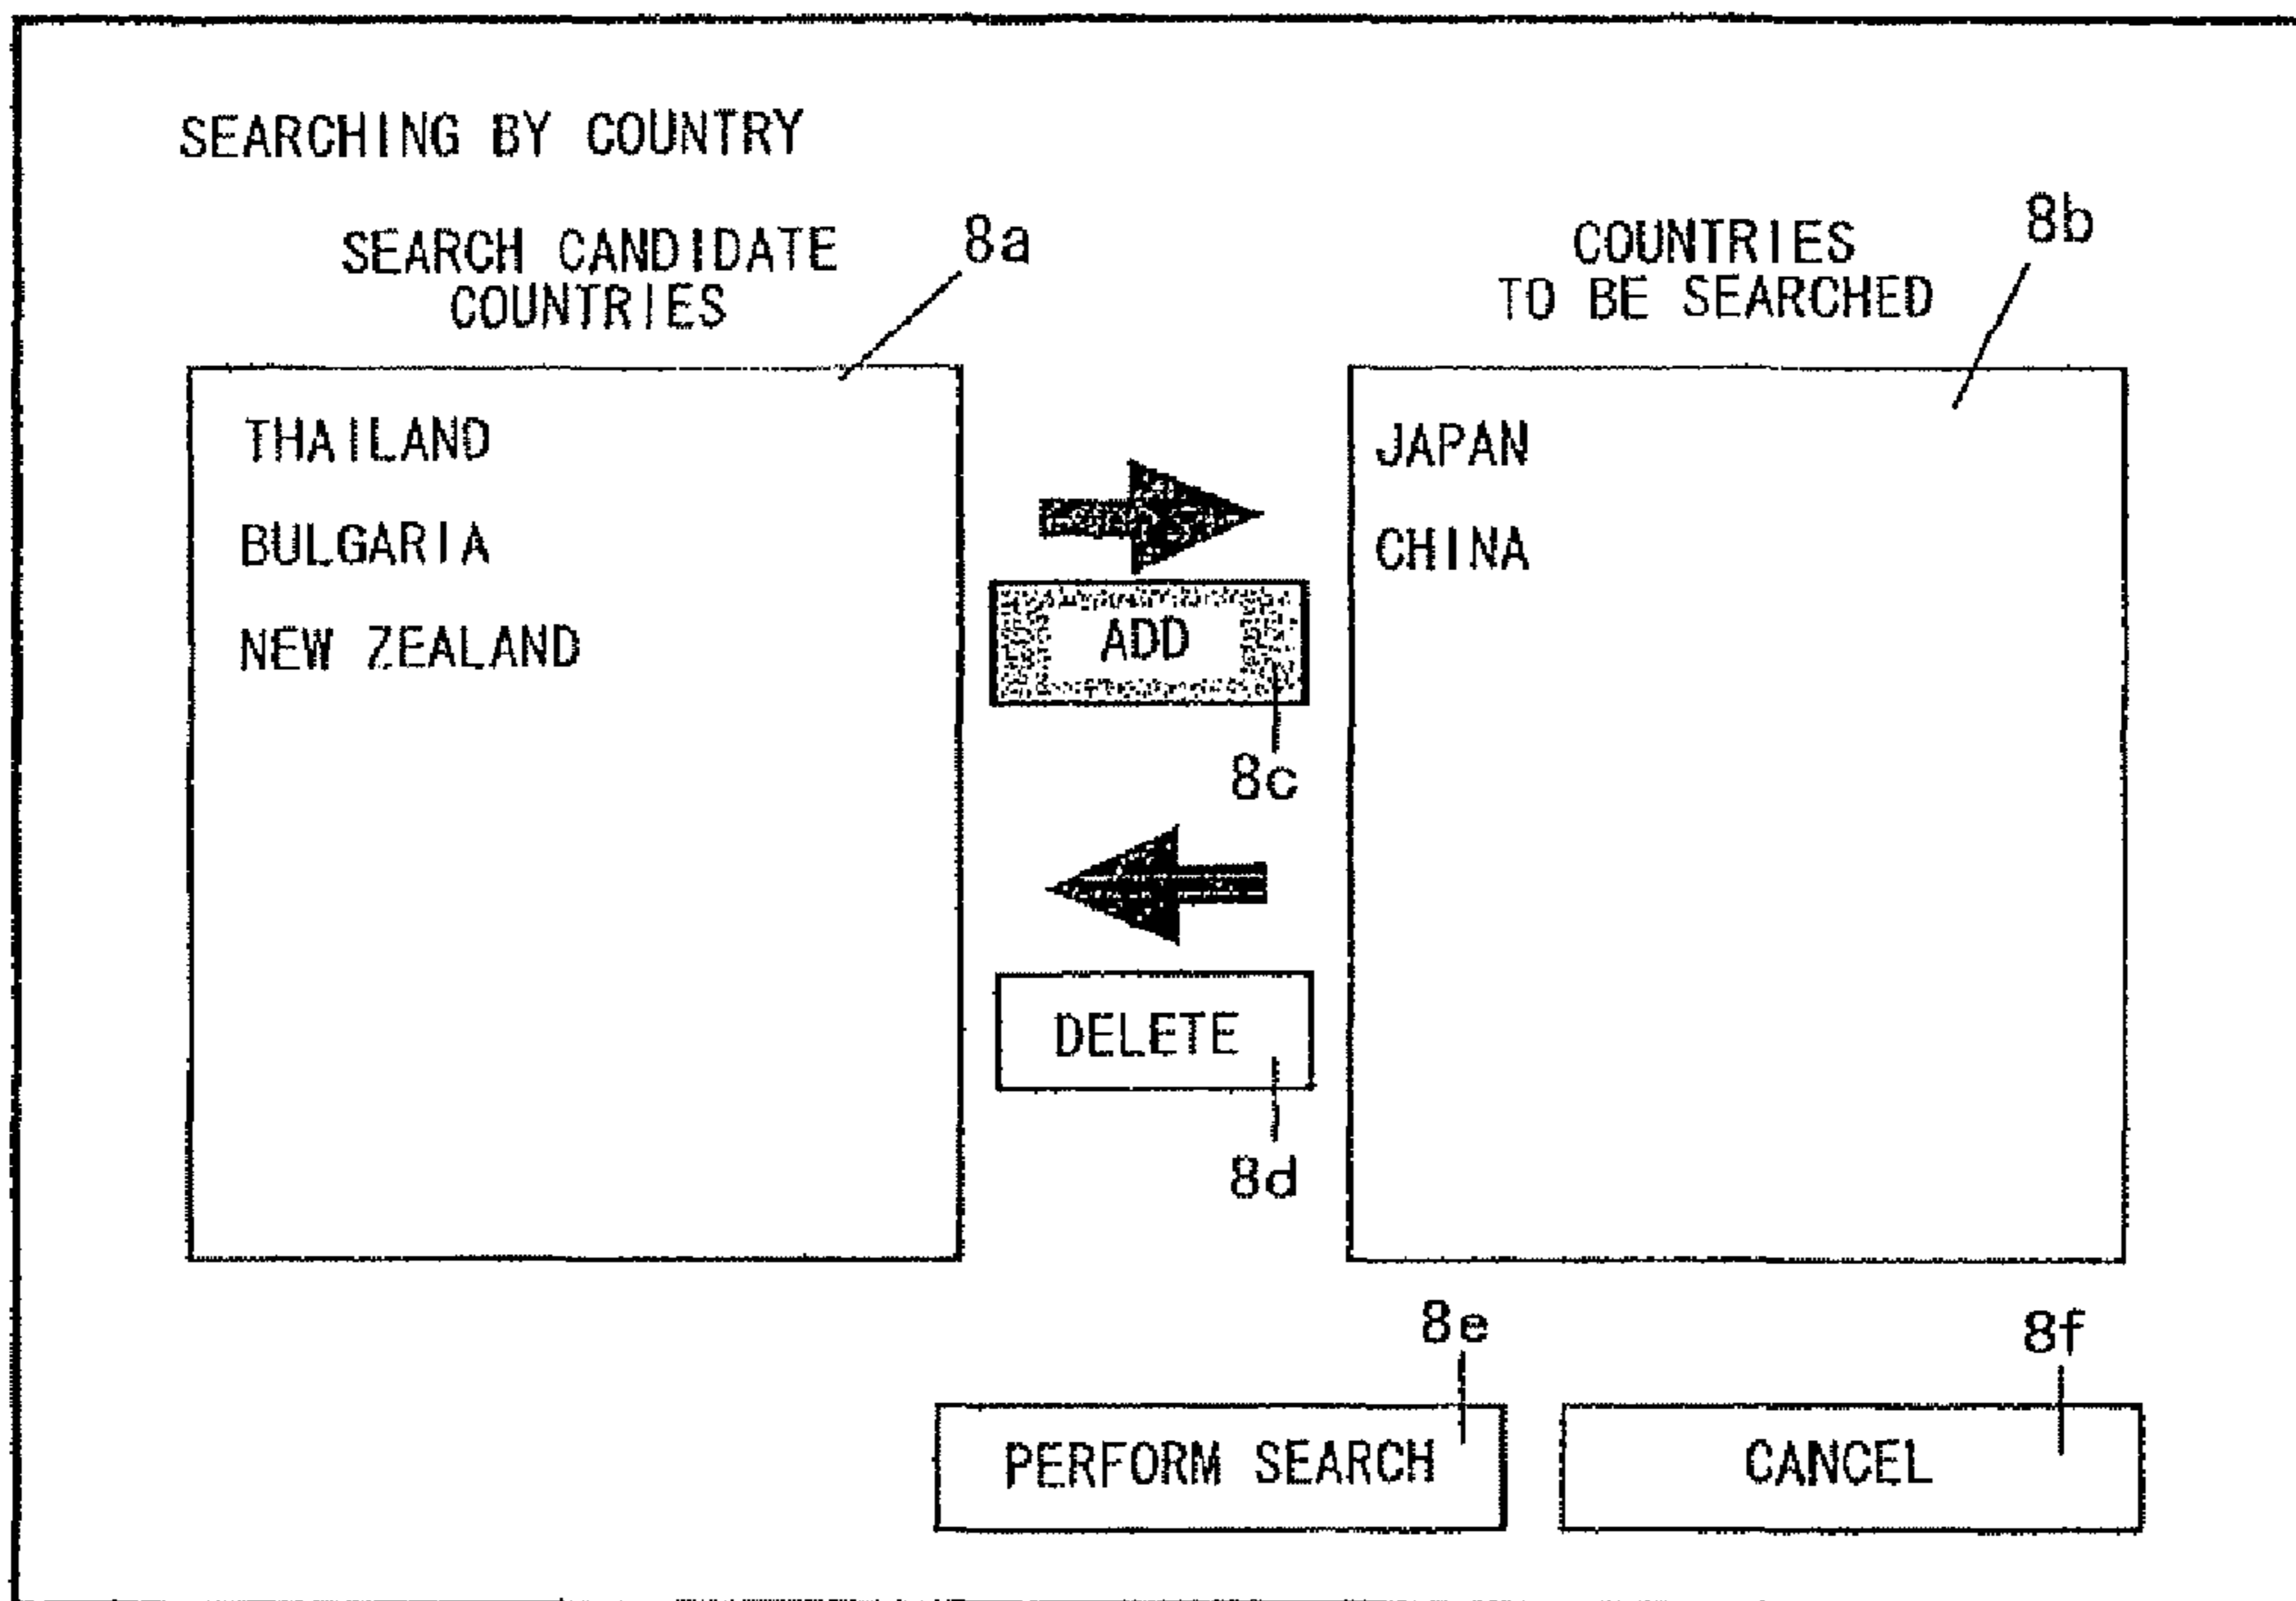 SEARCHING BY COUNTRY
SEARCH CANDIDATE
COUNTRIES
8a
THAILAND
BULGARIA
NEW ZEALAND
ADD
8c
DELETE
8d
COUNTRIES
TO BE SEARCHED
8b
JAPAN
CHINA
8e
PERFORM SEARCH
8f
CANCEL